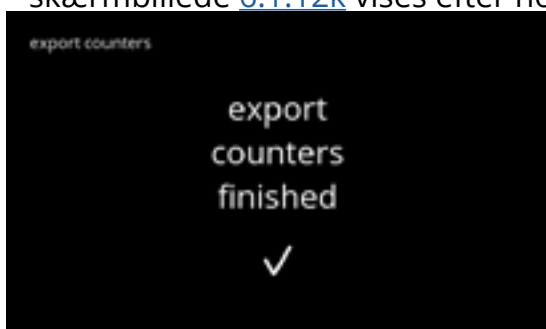 skærmbillede 6.1.12k vises efter
export counters
export
counters
finished
✓